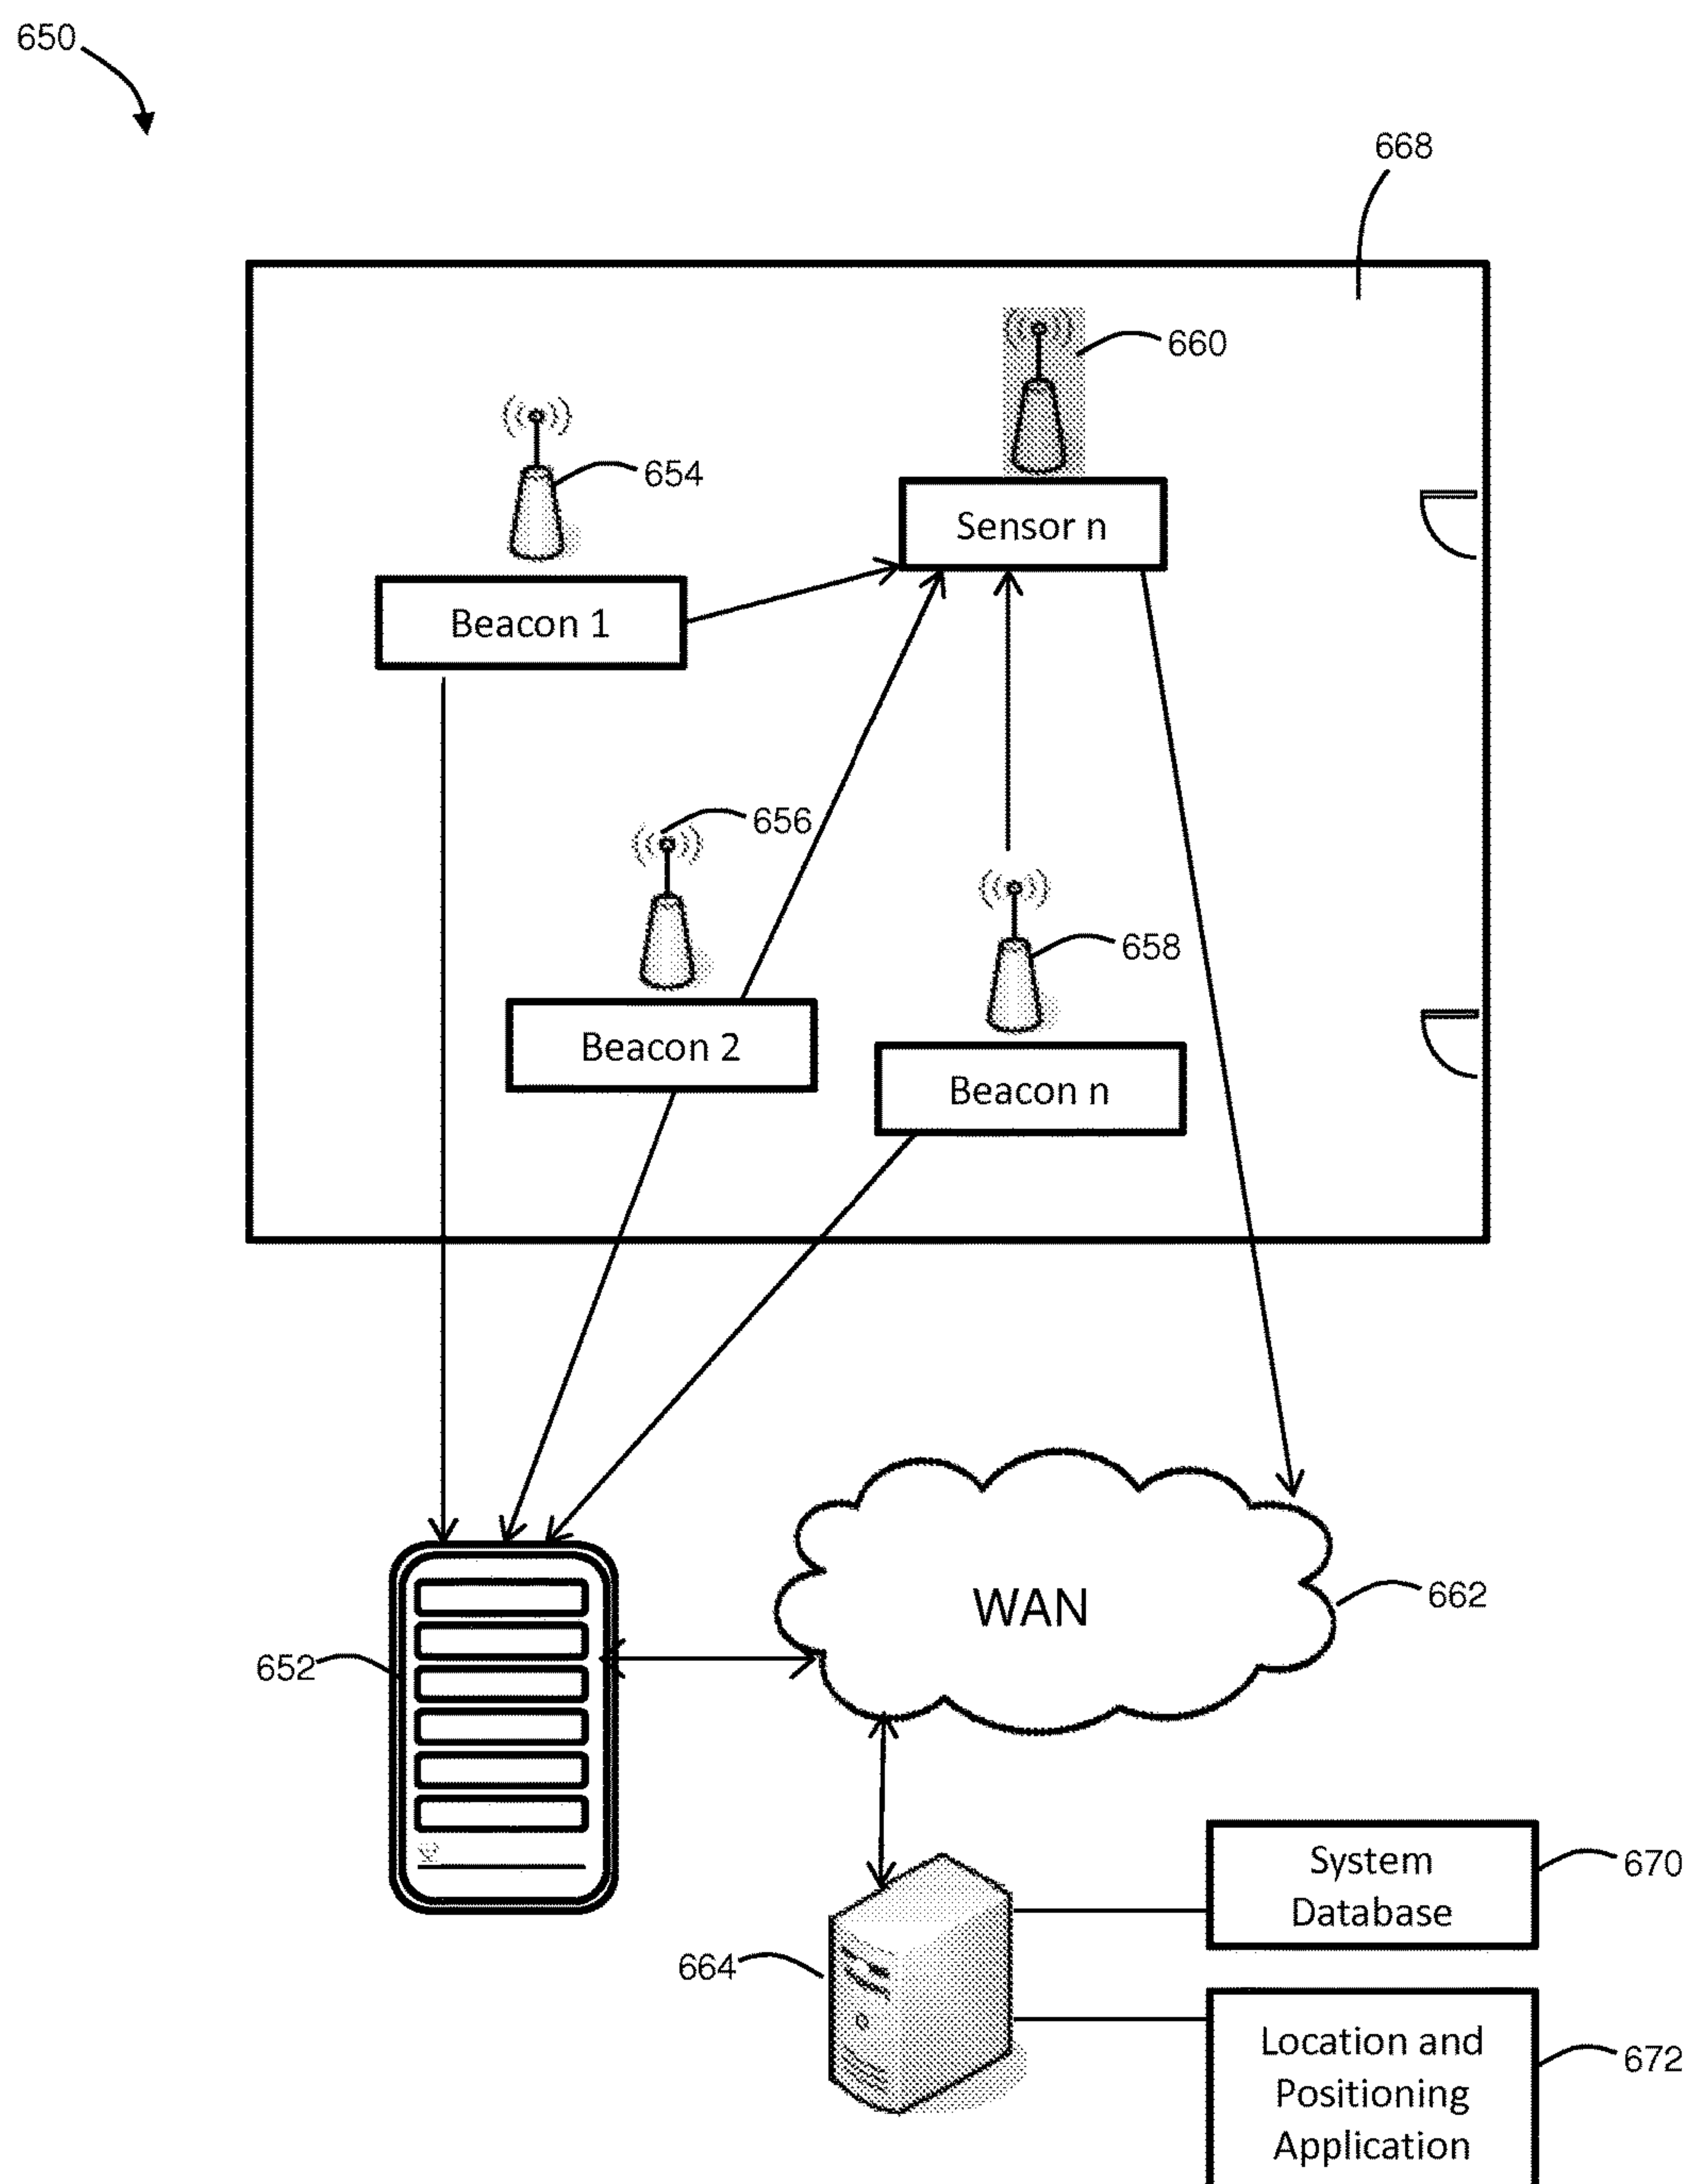 650
668
660
654
Sensor n
Beacon 1
656
658
Beacon 2
Beacon n
WAN
662
652
System
Database
670
664
Location and
Positioning
Application
672